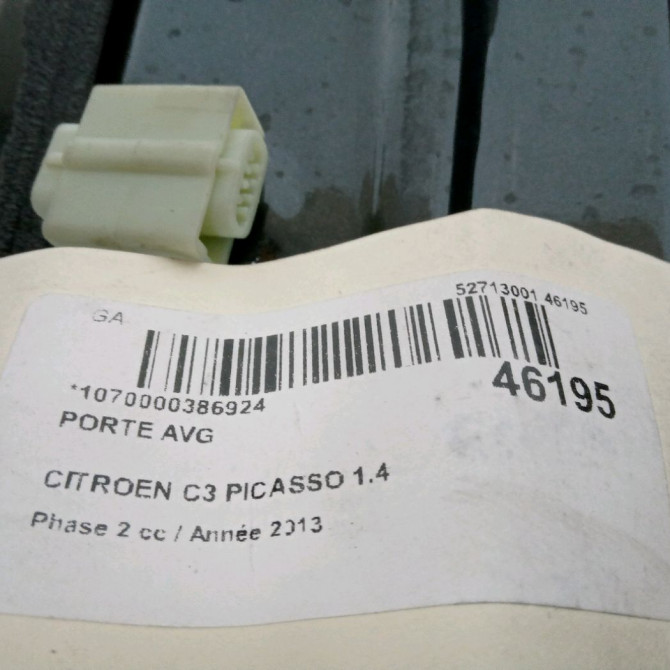 52713001 46195
GA
*1070000386924
46195
PORTE AVG
CITROEN C3 PICASSO 1.4
Phase 2 cc / Année 2013